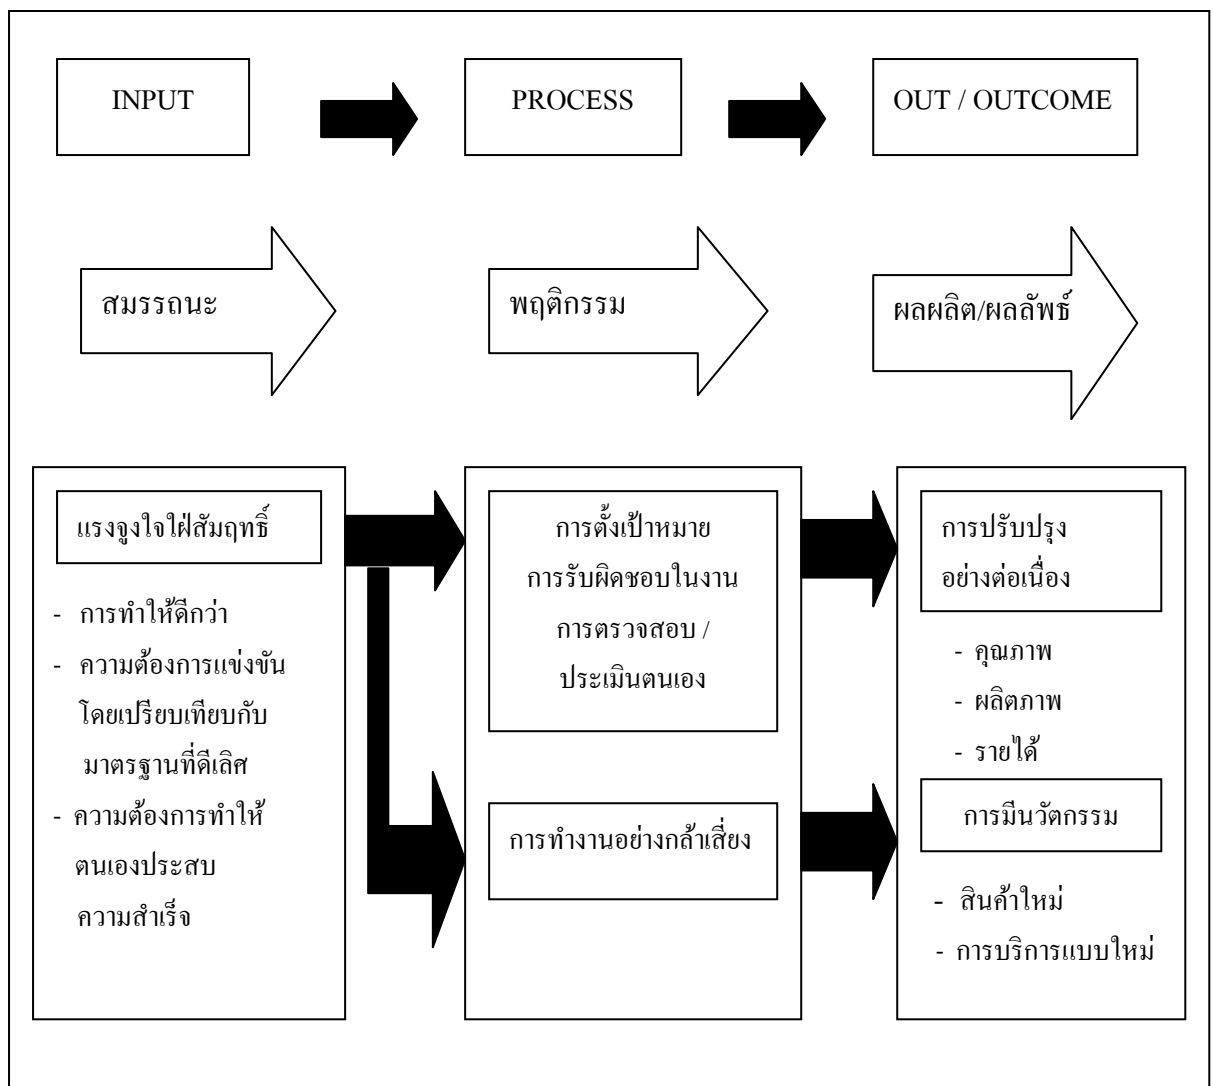 INPUT
PROCESS
OUT / OUTCOME
สมรรถนะ
พฤติกรรม
ผลผลิต/ผลลัพธ์
แรงจูงใจใฝ่สัมฤทธิ์
- การทำให้ดีกว่า
- ความต้องการแข่งขัน
โดยเปรียบเทียบกับ
มาตรฐานที่ดีเลิศ
- ความต้องการทำให้
ตนเองประสบ
ความสำเร็จ
การตั้งเป้าหมาย
การรับผิดชอบในงาน
การตรวจสอบ /
ประเมินตนเอง
การทำงานอย่างกล้าเสี่ยง
การปรับปรุง
อย่างต่อเนื่อง
- คุณภาพ
- ผลิตภาพ
- รายได้
การมีนวัตกรรม
- สินค้าใหม่
- การบริการแบบใหม่